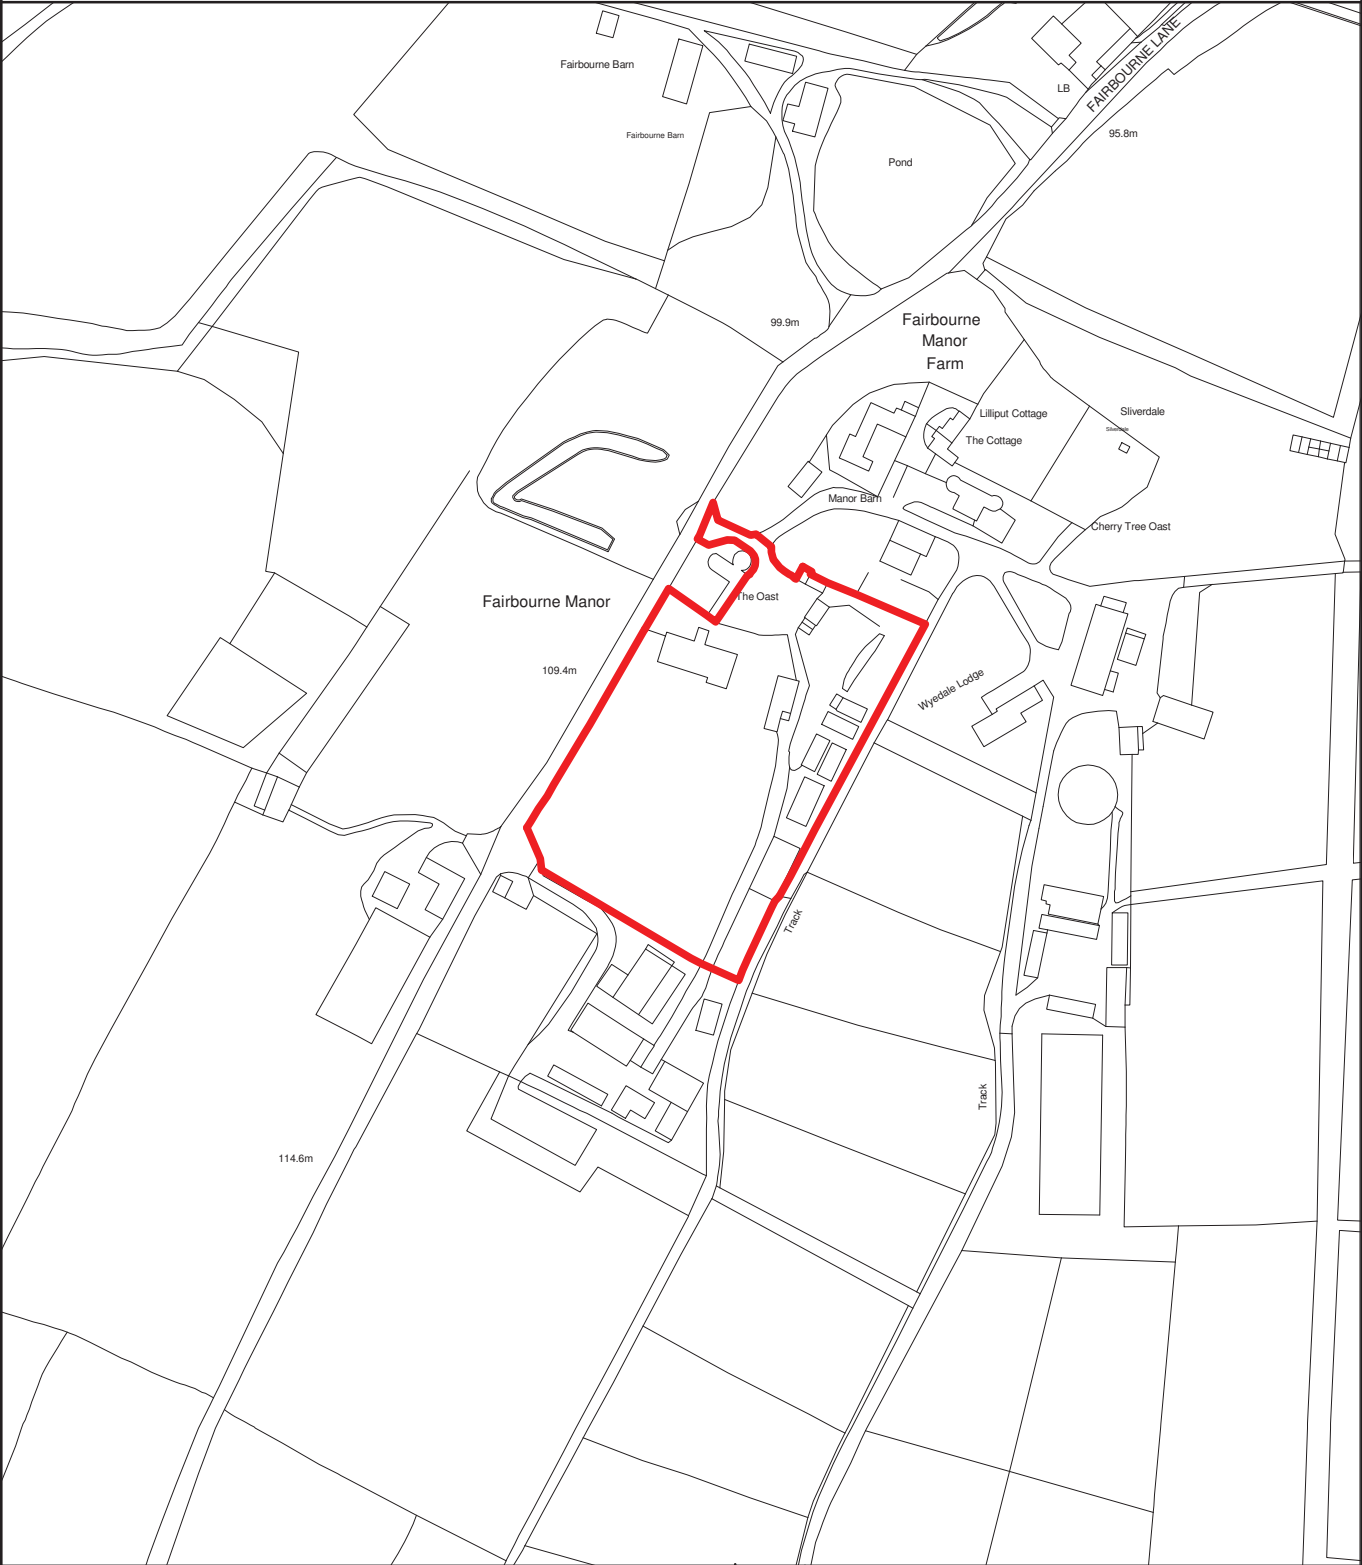 FAIRBOURNE LANE
Fairbourne Barn
LB
95.8m
Fairbourne Barn
Pond
99.9m
Fairbourne
Manor
Farm
Lilliput Cottage
Sliverdale
Sliverdale
The Cottage
Manor Barn
Cherry Tree Oast
The Oast
Fairbourne Manor
109.4m
Wyedale Lodge
Track
Track
114.6m